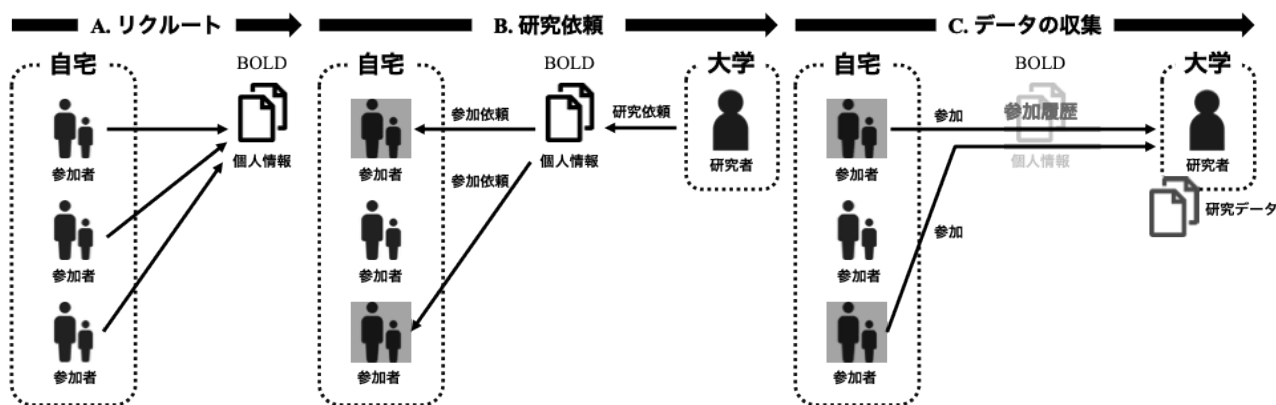 A. リクルート
自宅
BOLD
参加者
個人情報
参加者
参加者
B. 研究依頼
自宅
BOLD
大学
参加依頼
研究依頼
参加者
個人情報
研究者
参加依頼
参加者
参加者
C. データの収集
自宅
BOLD
大学
参加
参加履歴
参加者
個人情報
研究者
研究データ
参加
参加者
参加者